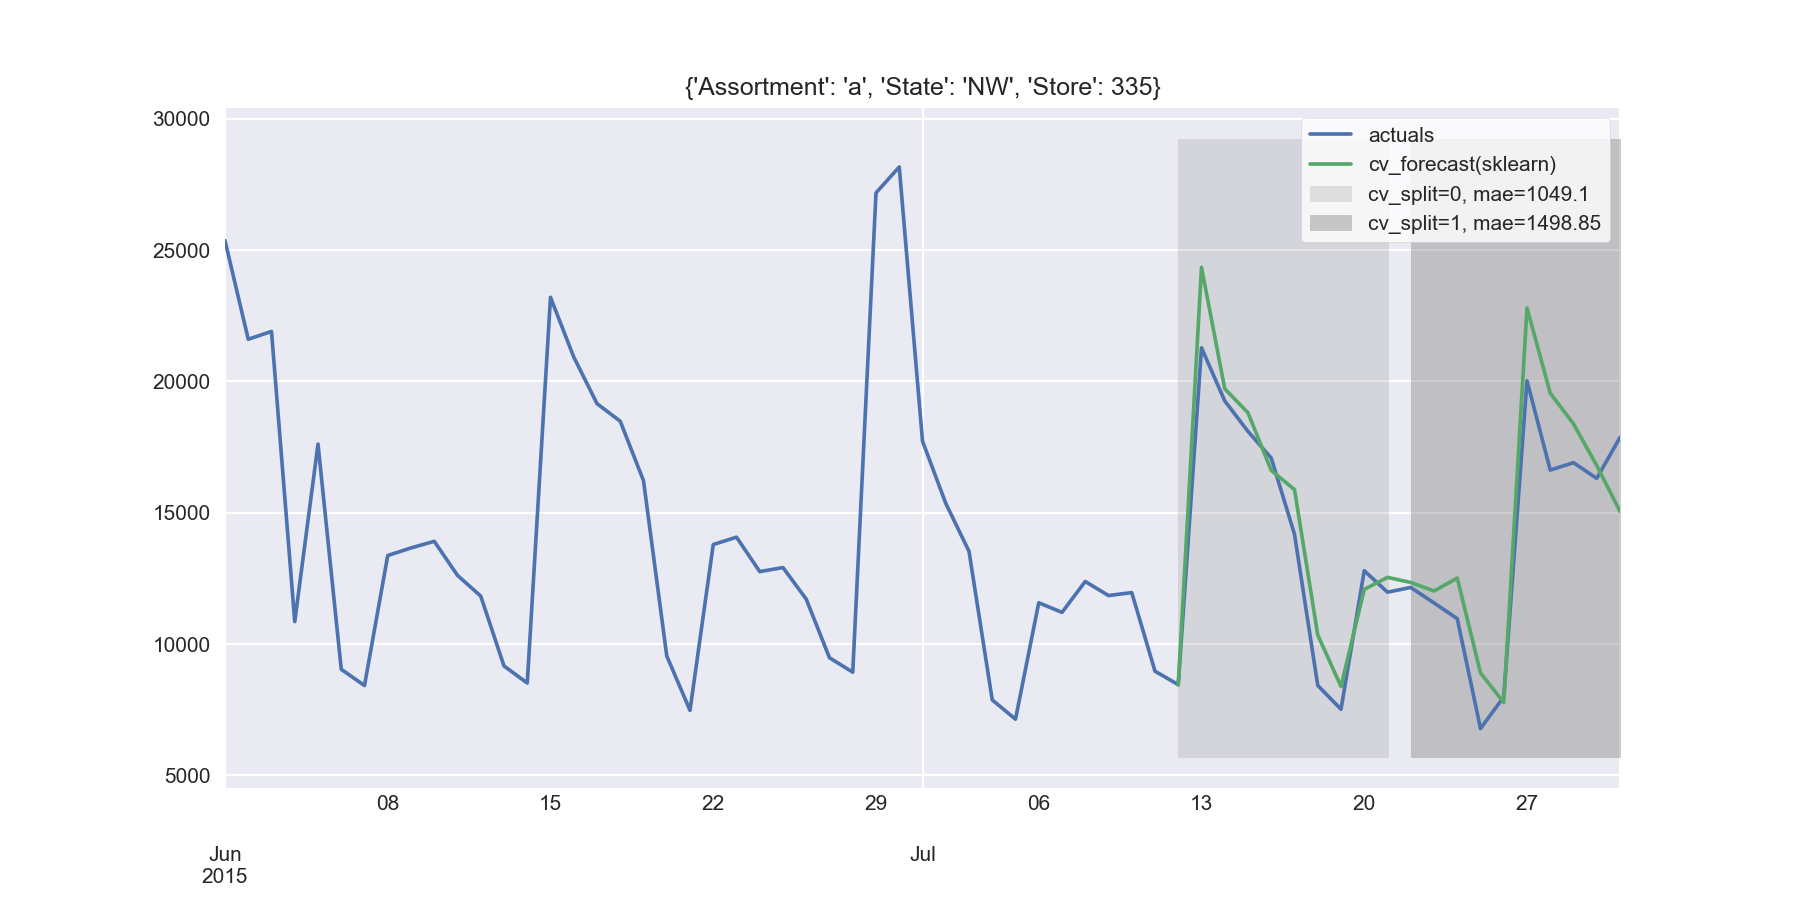 {'Assortment': 'a', 'State': 'NW', 'Store': 335}
30000
25000
20000
15000
10000
5000
actuals
cv_forecast(sklearn)
cv_split=0, mae=1049.1
cv_split=1, mae=1498.85
08 15 22 29 06 13 20 27
Jun Jul
2015